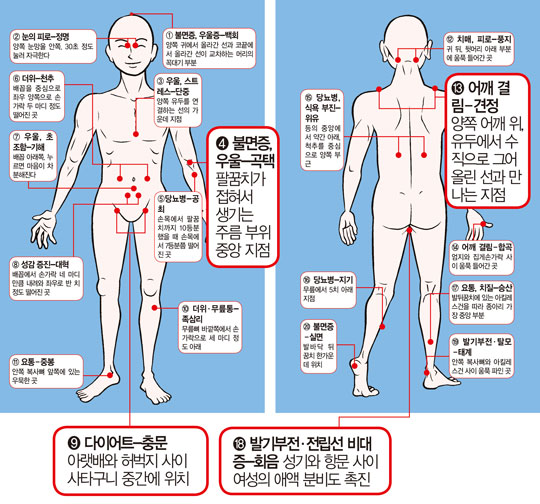 ② 눈의 피로–정명
양쪽 눈망울 안쪽. 30초 정도
눌러 자극한다
① 불면증, 우울증–백회
양쪽 귀에서 올라간 선과 코끝에
서 올라간 선이 교차하는 머리의
꼭대기 부분
⑥ 더위–천추
배꼽을 중심으로
좌우 양쪽으로 손
가락 두 마디 정도
떨어진 곳
③ 우울, 스트
레스–단중
양쪽 유두를 연
결하는 선의 가
운데 지점
⑦ 우울, 초
조함–기해
배꼽 아래쪽, 누
르면 마음이 차
분해진다
❹ 불면증,
우울–곡택
팔꿈치가
접혀서
생기는
주름 부위
중앙 지점
⑤당뇨병–공
최
손목에서 팔꿈
치까지 10등분
했을 때 손목에
서 7등분쯤 떨어
진 곳
⑧ 성감 증진–대혁
배꼽에서 손가락 네 마디
만큼 내려와 좌우로 반 치
정도 떨어진 곳
⑩ 더위·무릎통–
족삼리
무릎뼈 바깥쪽에서 손
가락으로 세 마디 정
도 아래
⑪ 요통–중봉
안쪽 복사뼈 앞쪽에 있는
우묵한 곳
❾ 다이어트–충문
아랫배와 허벅지 사이
사타구니 중간에 위치
⑫ 치매, 피로–풍지
귀 뒤, 뒷머리 아래 부분
에 움푹 들어간 곳
⑬ 어깨 결
림–견정
양쪽 어깨 위,
유두에서 수
직으로 그어
올린 선과 만
나는 지점
⑮ 당뇨병,
식욕 부진–
위유
등의 중앙에
서 약간 아래.
척추를 중심
으로 양쪽 부
근
⑭ 어깨 결림–합곡
엄지와 집게손가락 사
이 움푹 들어간 곳
⑯ 당뇨병–지기
무릎에서 5치 아래
지점
⑰ 요통, 치질–승산
발뒤꿈치에 있는 아킬레
스건을 따라 종아리 가
장 중앙 부분
⑳ 불면증
–실면
발바닥 뒤
꿈치 한가운
데 위치
⑲ 발기부전·탈모
–태계
안쪽 복사뼈와 아킬레
스건 사이 움푹 파인 곳
⑱ 발기부전·전립선 비대
증–회음 성기와 항문 사이
여성의 애액 분비도 촉진